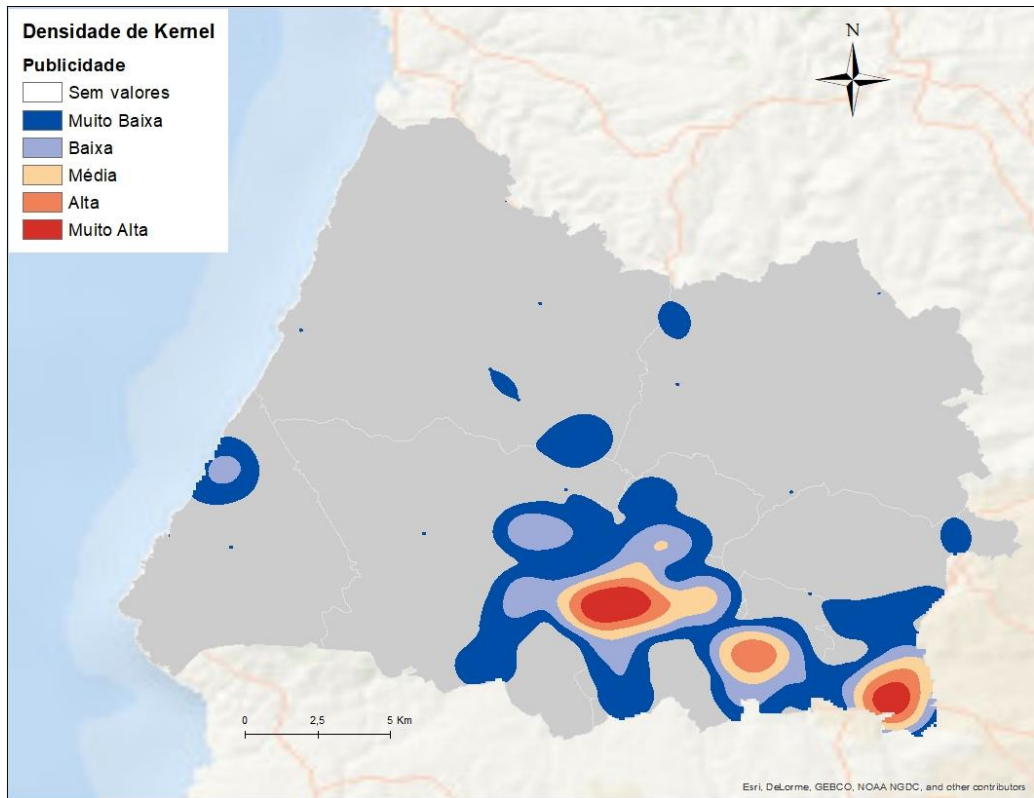 Densidade de Kernel
Publicidade
Sem valores
Muito Baixa
Baixa
Média
Alta
Muito Alta
N
0 2,5 5 Km
Esri, DeLorme, GEBCO, NOAA NGDC, and other contributors